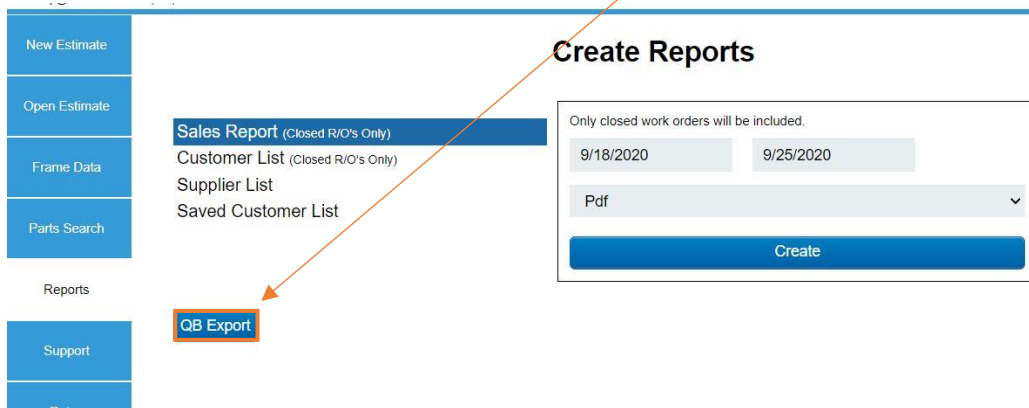 New Estimate
Open Estimate
Frame Data
Parts Search
Reports
Support
Create Reports
Sales Report (Closed R/O's Only)
Customer List (Closed R/O's Only)
Supplier List
Saved Customer List
QB Export
Only closed work orders will be included.
9/18/2020 9/25/2020
Pdf
Create